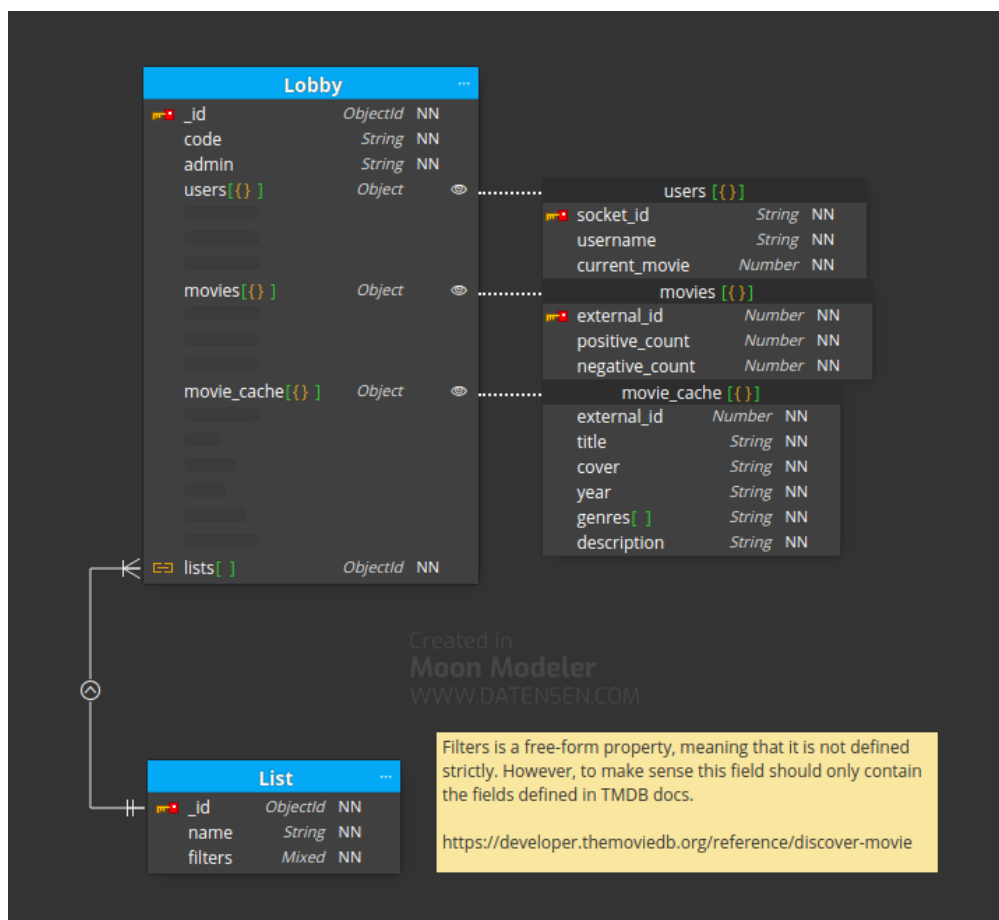 Lobby ...
_id ObjectId NN
code String NN
admin String NN
users[{} ] Object
users [{}]
socket_id String NN
username String NN
current_movie Number NN
movies[{} ] Object
movies [{}]
external_id Number NN
positive_count Number NN
negative_count Number NN
movie_cache[{} ] Object
movie_cache [{}]
external_id Number NN
title String NN
cover String NN
year String NN
genres[ ] String NN
description String NN
lists[ ] ObjectId NN
Created in
Moon Modeler
WWW.DATENSEN.COM
List ...
_id ObjectId NN
name String NN
filters Mixed NN
Filters is a free-form property, meaning that it is not defined
strictly. However, to make sense this field should only contain
the fields defined in TMDB docs.
https://developer.themoviedb.org/reference/discover-movie